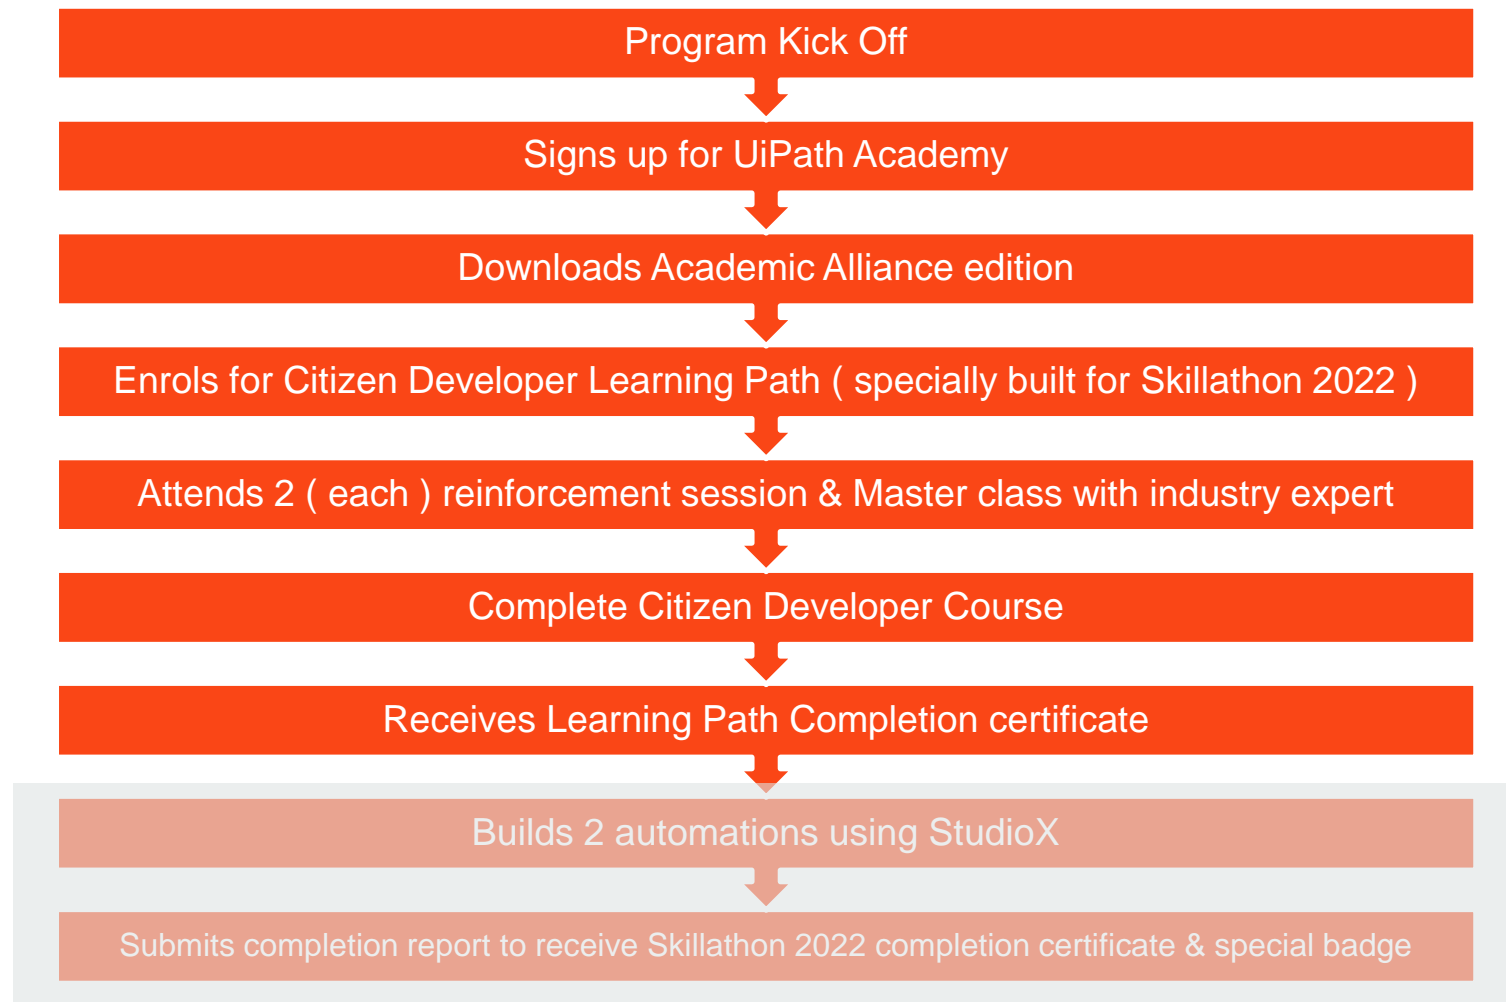 Program Kick Off
Signs up for UiPath Academy
Downloads Academic Alliance edition
Enrols for Citizen Developer Learning Path ( specially built for Skillathon 2022 )
Attends 2 ( each ) reinforcement session & Master class with industry expert
Complete Citizen Developer Course
Receives Learning Path Completion certificate
Builds 2 automations using StudioX
Submits completion report to receive Skillathon 2022 completion certificate & special badge